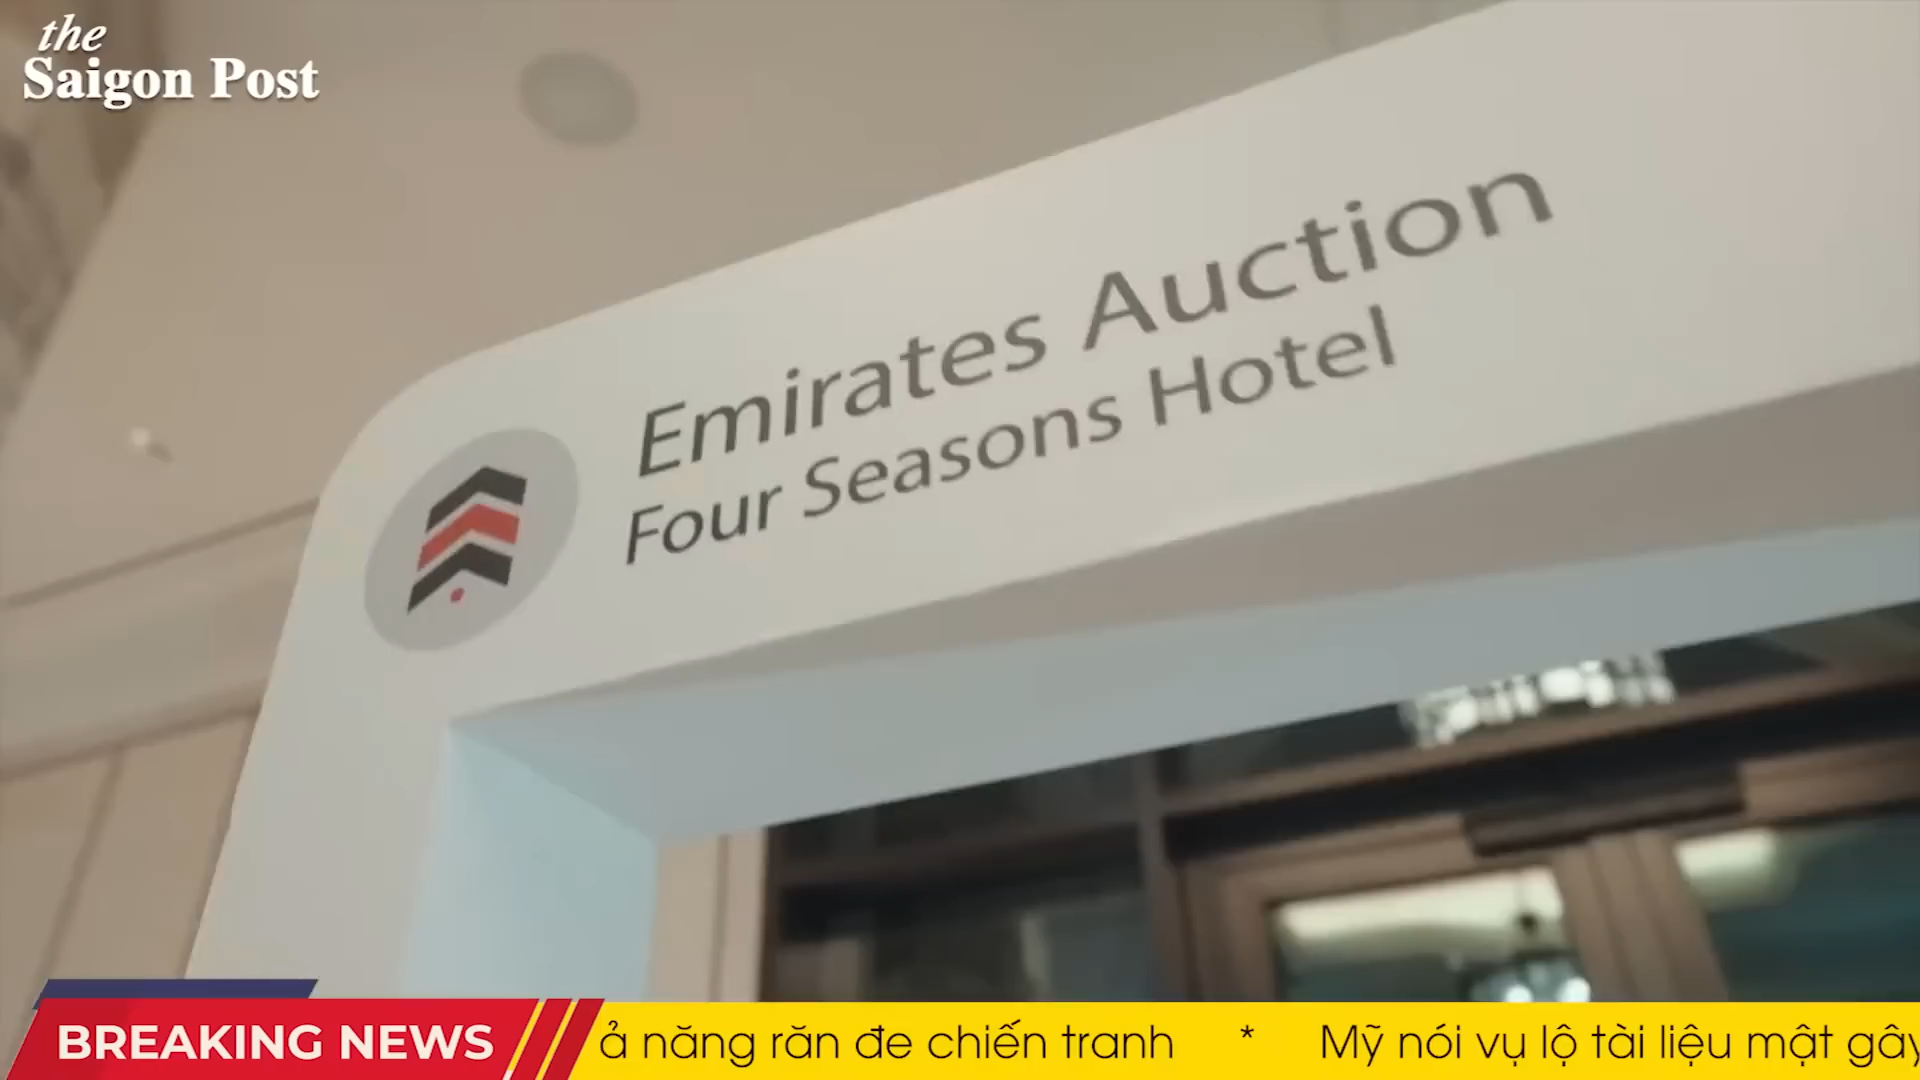 the
Saigon Post
Emirates Auction
Four Seasons Hotel
BREAKING NEWS
ả năng răn đe chiến tranh * Mỹ nói vụ lộ tài liệu mật gây